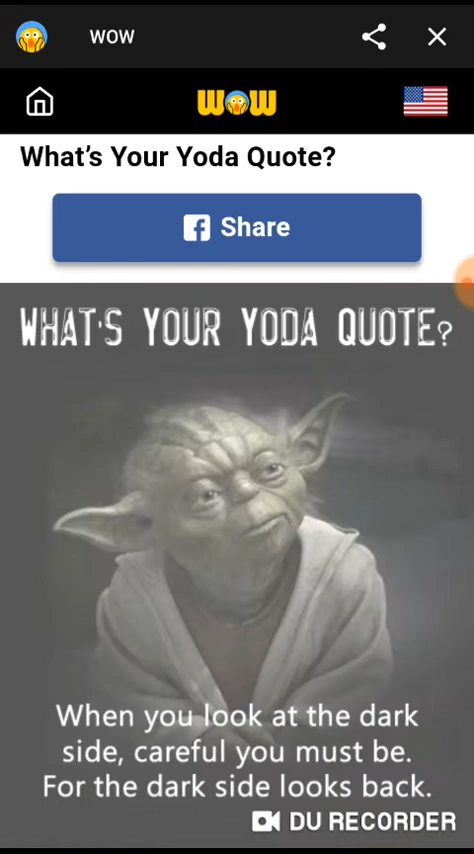 WOW
WOW
What's Your Yoda Quote?
f Share
WHAT'S YOUR YODA QUOTE?
When you look at the dark
side, careful you must be.
For the dark side looks back.
DU RECORDER